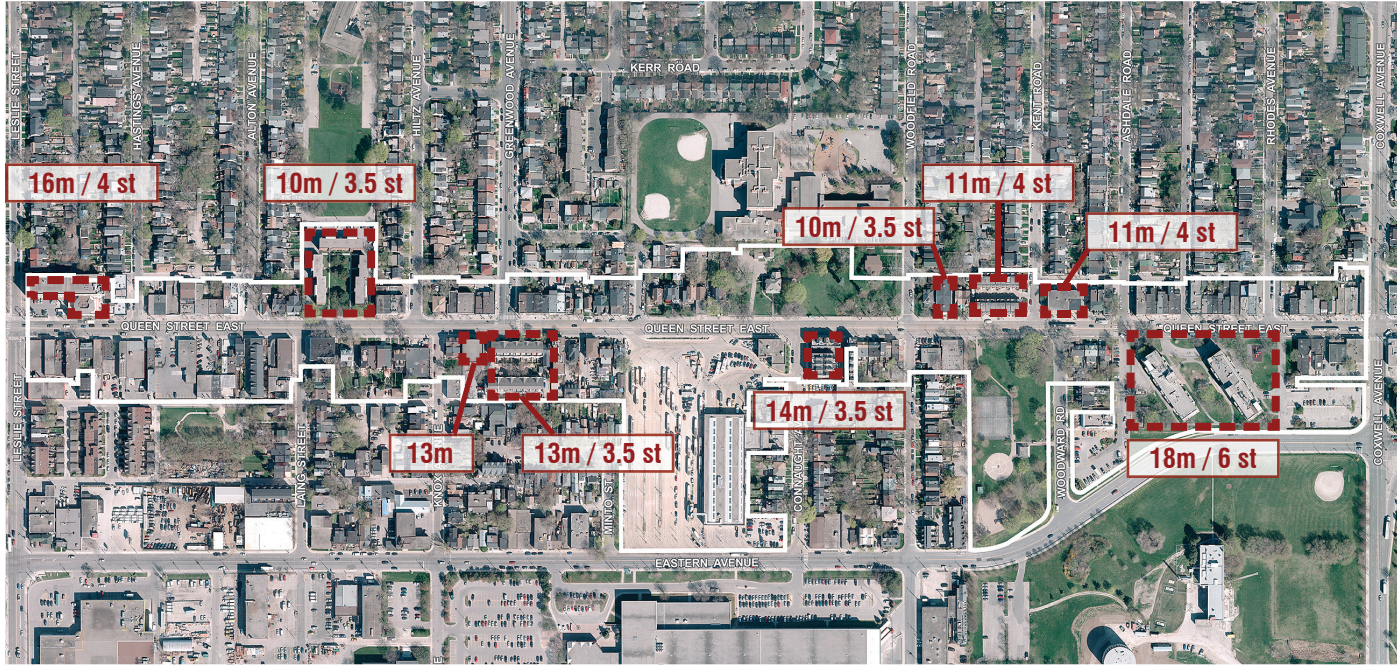 KERR ROAD
LESLIE STREET
HASTINGS AVENUE
ALTON AVENUE
HILTZ AVENUE
GREENWOOD AVENUE
WOODFIELD ROAD
KENT ROAD
ASHDALE ROAD
RHODES AVENUE
COXWELL AVENUE
16m / 4 st
10m / 3.5 st
11m / 4 st
10m / 3.5 st
11m / 4 st
QUEEN STREET EAST
QUEEN STREET EAST
QUEEN STREET EAST
LESLIE STREET
LAING STREET
KNOX AVENUE
MINTO ST
CONNAUGHT
WOODWARD RD
COXWELL AVENUE
14m / 3.5 st
13m
13m / 3.5 st
18m / 6 st
EASTERN AVENUE